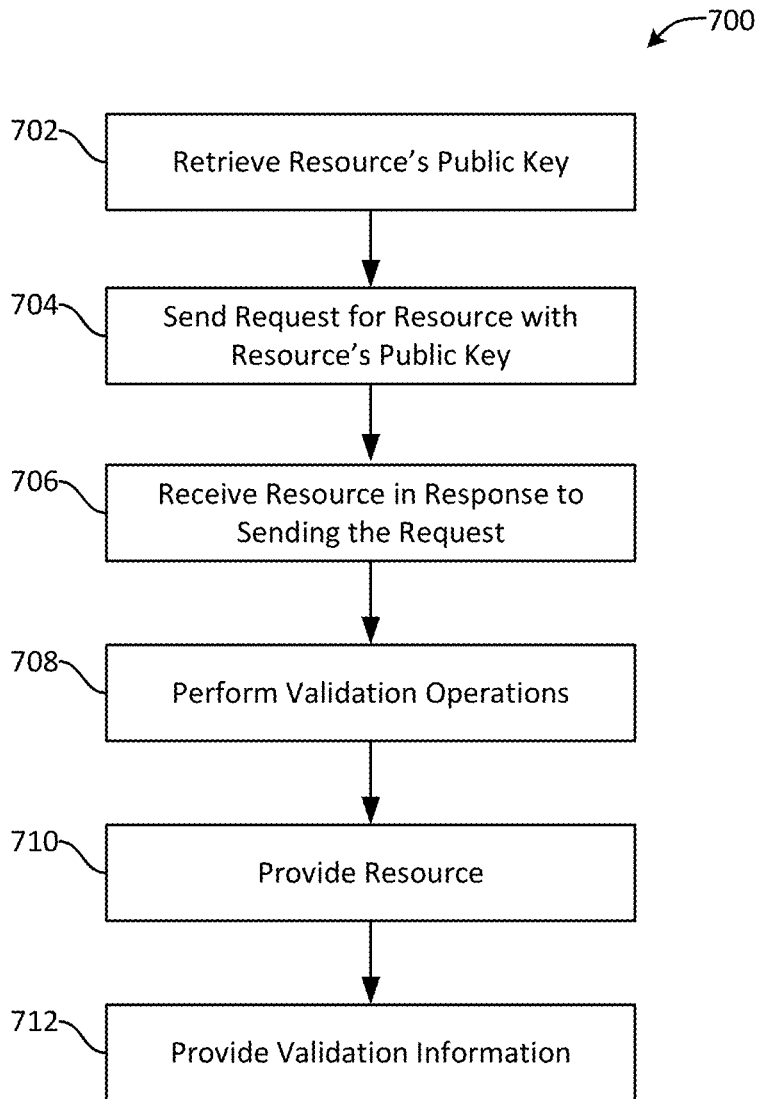 700
702
Retrieve Resource’s Public Key
704
Send Request for Resource with
Resource’s Public Key
706
Receive Resource in Response to
Sending the Request
708
Perform Validation Operations
710
Provide Resource
712
Provide Validation Information